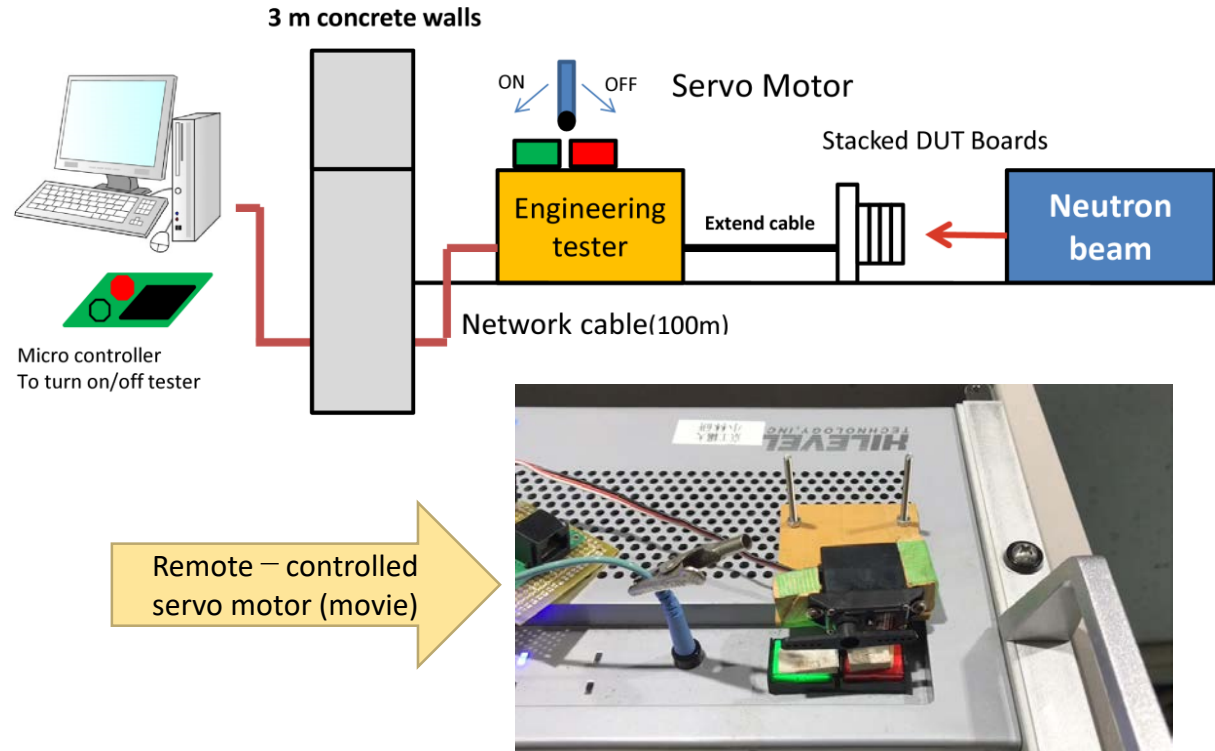 3 m concrete walls
ON
OFF
Servo Motor
Stacked DUT Boards
Engineering
tester
Extend cable
Neutron
beam
Network cable(100m)
Micro controller
To turn on/off tester
Remote – controlled
servo motor (movie)
HILEVEL
TECHNOLOGY, INC